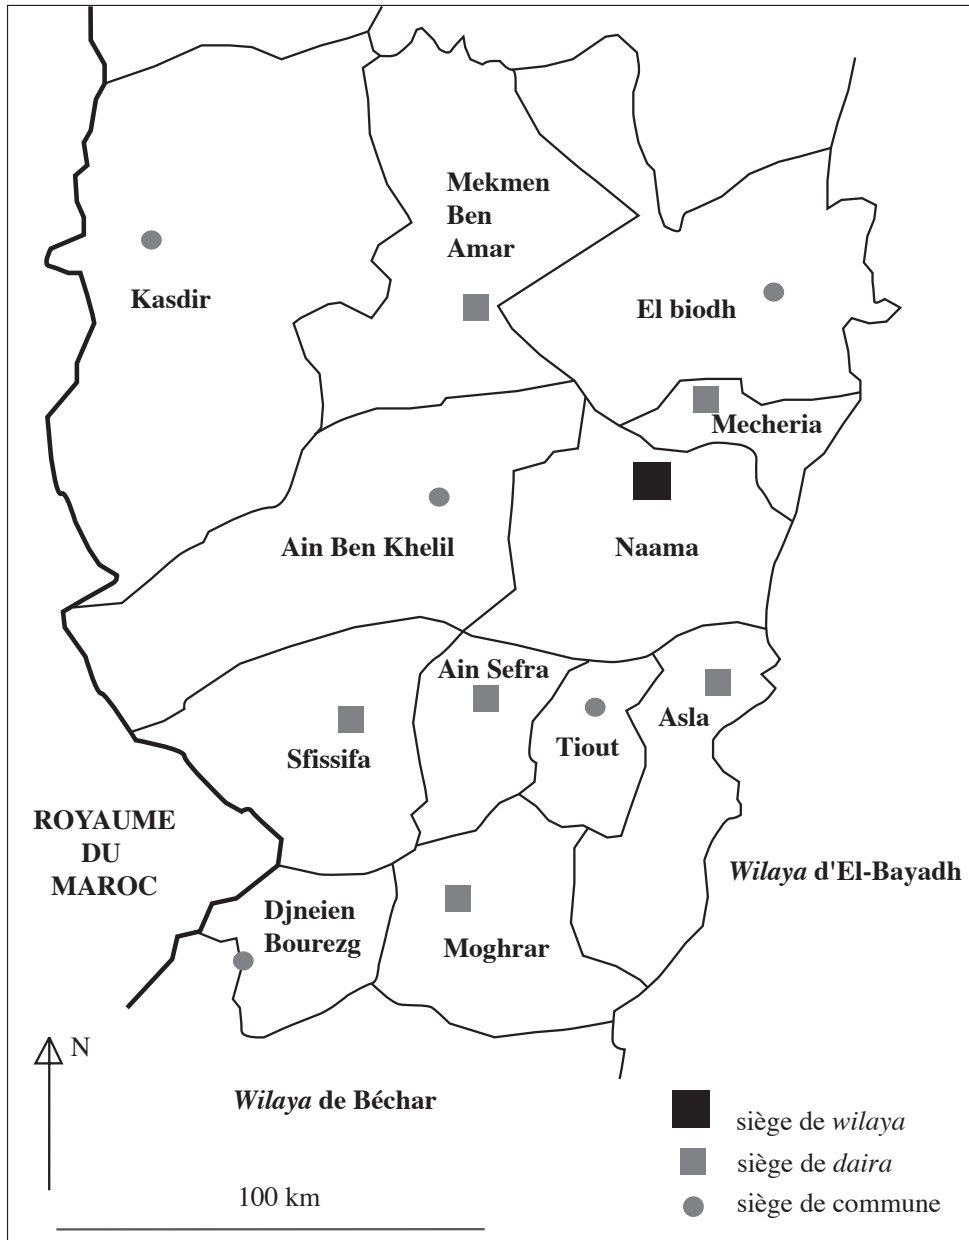 Mekmen
Ben
Amar
Kasdir
El biodh
Mecheria
Ain Ben Khelil
Naama
Ain Sefra
Asla
Tiout
Sfissifa
ROYAUME
DU
MAROC
Wilaya d'El-Bayadh
Djneien
Bourezg
Moghrar
N
Wilaya de Béchar
siège de wilaya
siège de daira
siège de commune
100 km